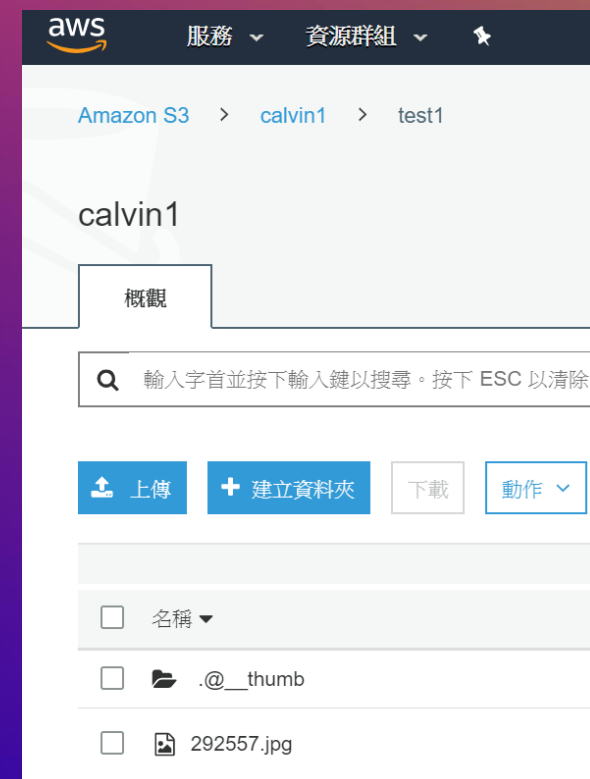 aws 服務 資源群組
Amazon S3 > calvin1 > test1
calvin1
概觀
輸入字首並按下輸入鍵以搜尋。按下 ESC 以清除
上傳 建立資料夾 下載 動作
名稱
.@__thumb
292557.jpg